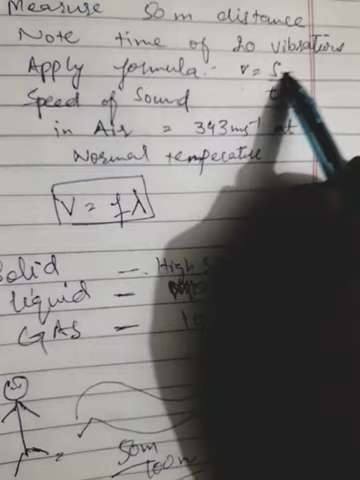 Measure 50 m distance
Note time of 20 vibrations
Apply formula:- v = S/t
Speed of Sound
in Air = 343 ms⁻¹ at
Normal temperature
V = fλ
Solid — High
Liquid —
GAS —
50m
100m